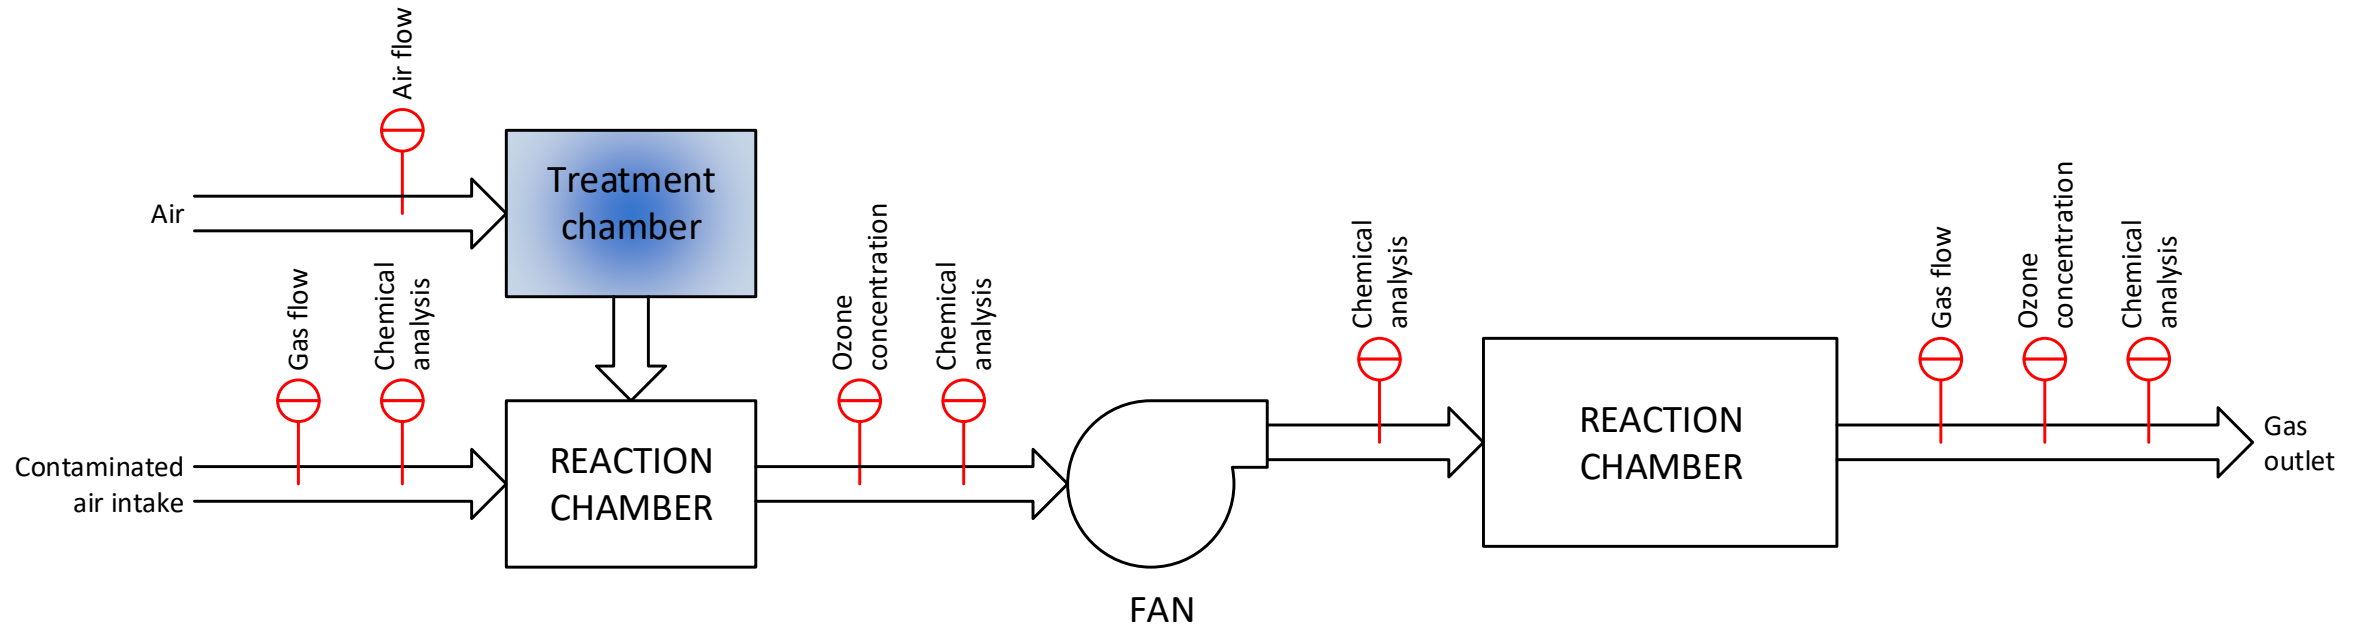 Air flow
Air
Treatment
chamber
Gas flow
Chemical
analysis
Contaminated
air intake
REACTION
CHAMBER
Ozone
concentration
Chemical
analysis
FAN
Chemical
analysis
REACTION
CHAMBER
Gas flow
Ozone
concentration
Chemical
analysis
Gas
outlet